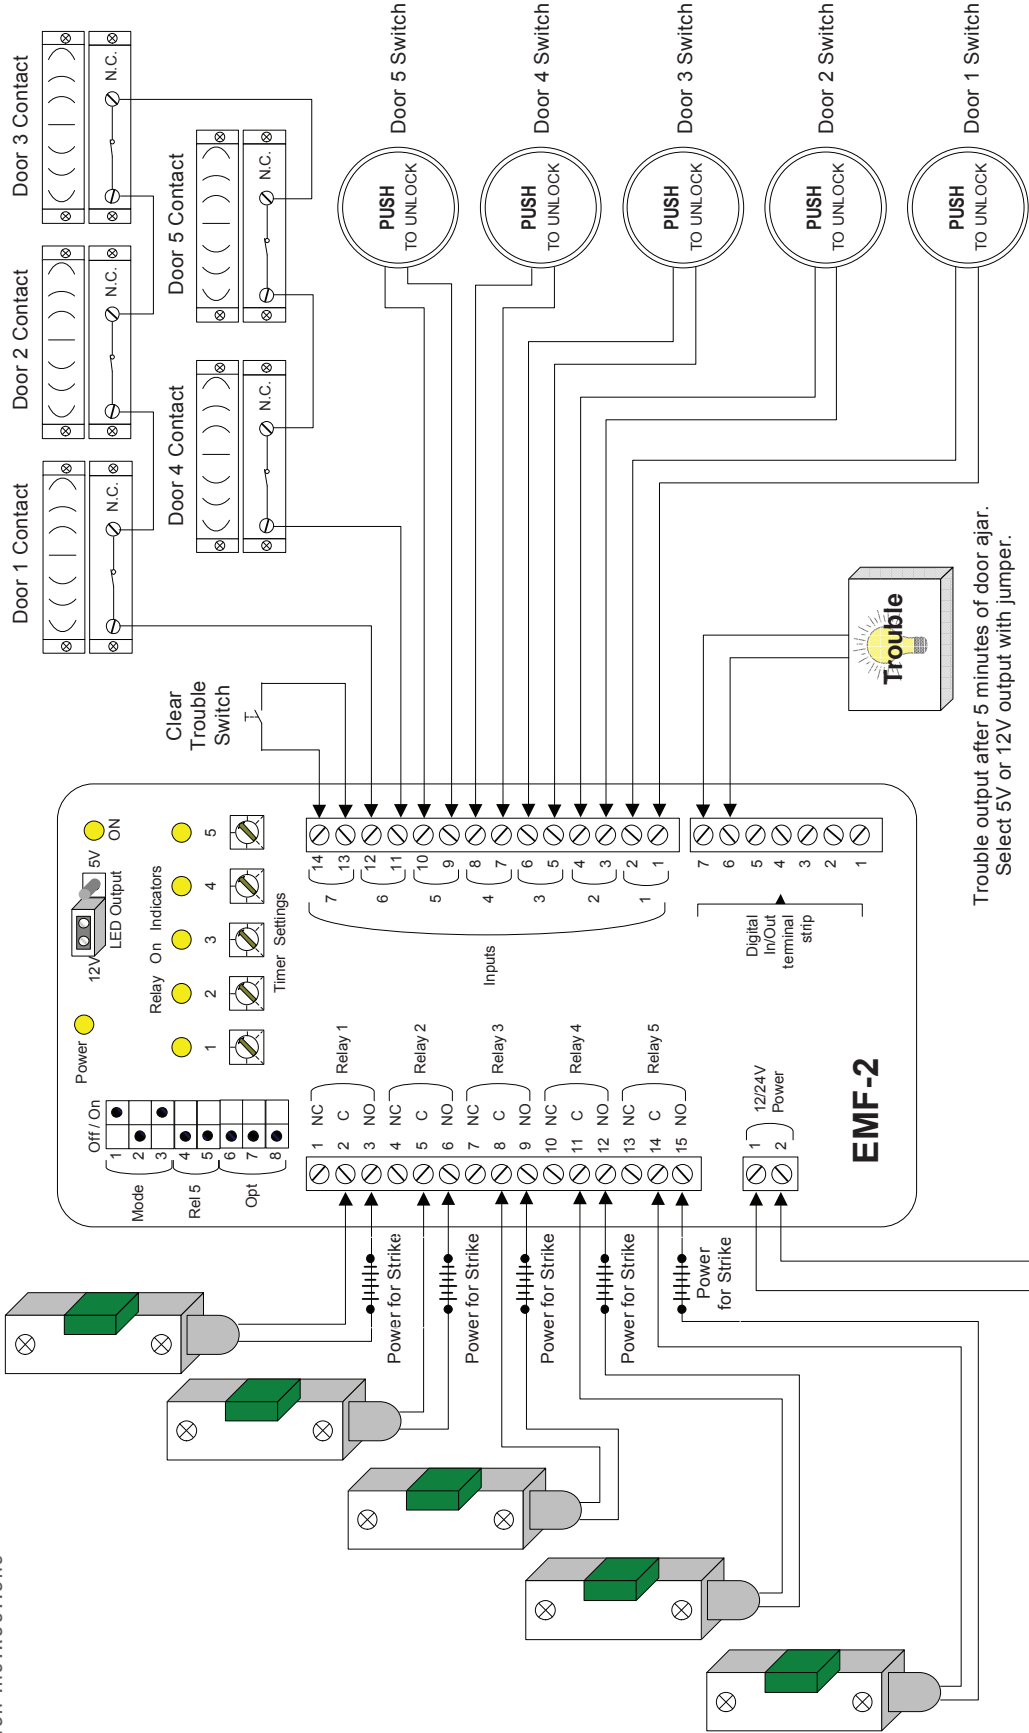 Door 1 Contact
Door 2 Contact
Door 3 Contact
N.C.
N.C.
N.C.
Door 4 Contact
Door 5 Contact
N.C.
N.C.
Clear
Trouble
Switch
PUSH
TO UNLOCK
Door 5 Switch
PUSH
TO UNLOCK
Door 4 Switch
PUSH
TO UNLOCK
Door 3 Switch
PUSH
TO UNLOCK
Door 2 Switch
PUSH
TO UNLOCK
Door 1 Switch
Power
12V
5V
LED Output
ON
Off / On
1
2
3
4
5
6
7
8
Mode
Rel 5
Opt
Relay On Indicators
1 2 3 4 5
Timer Settings
1 NC
2 C
3 NO
Relay 1
4 NC
5 C
6 NO
Relay 2
7 NC
8 C
9 NO
Relay 3
10 NC
11 C
12 NO
Relay 4
13 NC
14 C
15 NO
Relay 5
1
2
12/24V
Power
Inputs
7
6
5
4
3
2
1
14
13
12
11
10
9
8
7
6
5
4
3
2
1
Digital
In/Out
terminal
strip
7
6
5
4
3
2
1
EMF-2
Power for Strike
Power for Strike
Power for Strike
Power for Strike
Power
for Strike
Trouble
Trouble output after 5 minutes of door ajar.
Select 5V or 12V output with jumper.